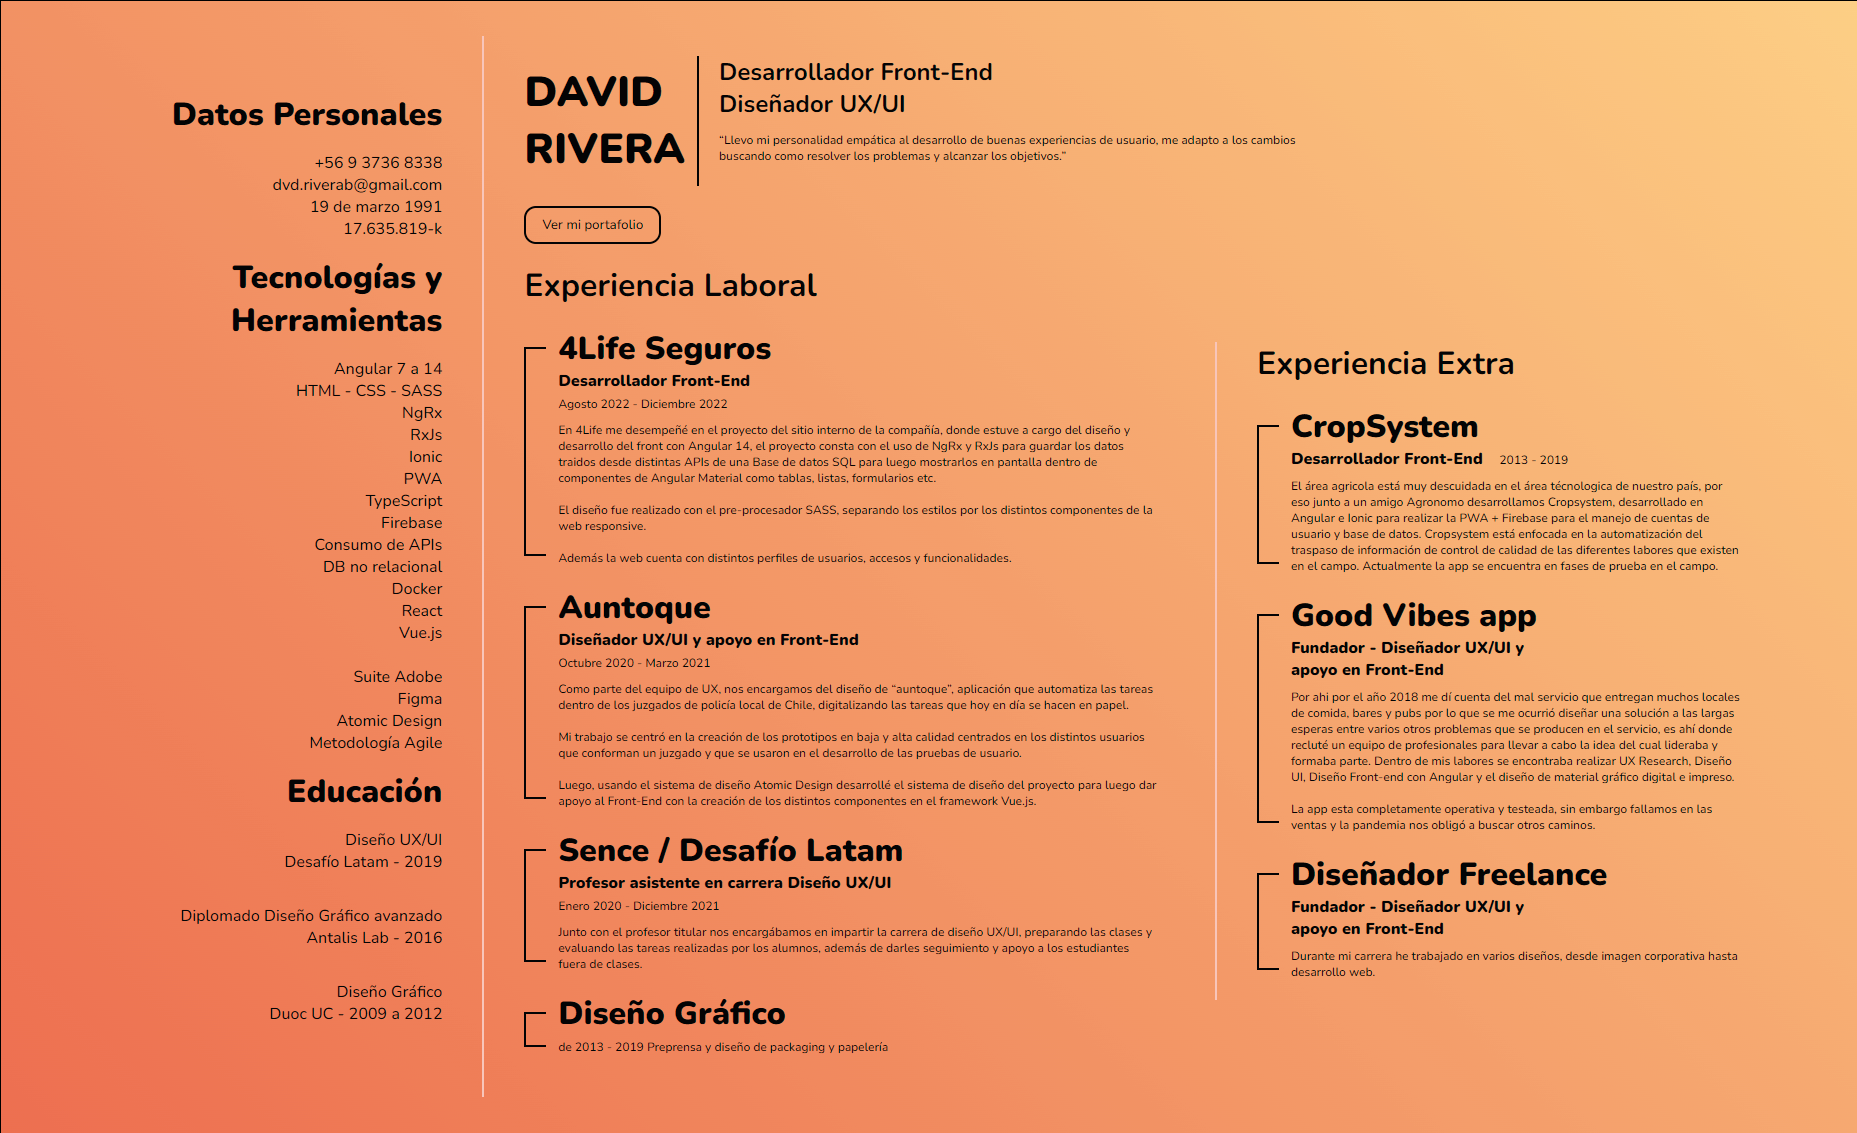 Datos Personales
+56 9 3736 8338
dvd.riverab@gmail.com
19 de marzo 1991
17.635.819-k
Tecnologías y
Herramientas
Angular 7 a 14
HTML - CSS - SASS
NgRx
RxJs
Ionic
PWA
TypeScript
Firebase
Consumo de APIs
DB no relacional
Docker
React
Vue.js
Suite Adobe
Figma
Atomic Design
Metodología Agile
Educación
Diseño UX/UI
Desafío Latam - 2019
Diplomado Diseño Gráfico avanzado
Antalis Lab - 2016
Diseño Gráfico
Duoc UC - 2009 a 2012
DAVID
RIVERA
Desarrollador Front-End
Diseñador UX/UI
“Llevo mi personalidad empática al desarrollo de buenas experiencias de usuario, me adapto a los cambios
buscando como resolver los problemas y alcanzar los objetivos.”
Ver mi portafolio
Experiencia Laboral
4Life Seguros
Desarrollador Front-End
Agosto 2022 - Diciembre 2022
En 4Life me desempeñé en el proyecto del sitio interno de la compañía, donde estuve a cargo del diseño y
desarrollo del front con Angular 14, el proyecto consta con el uso de NgRx y RxJs para guardar los datos
traidos desde distintas APIs de una Base de datos SQL para luego mostrarlos en pantalla dentro de
componentes de Angular Material como tablas, listas, formularios etc.
El diseño fue realizado con el pre-procesador SASS, separando los estilos por los distintos componentes de la
web responsive.
Además la web cuenta con distintos perfiles de usuarios, accesos y funcionalidades.
Auntoque
Diseñador UX/UI y apoyo en Front-End
Octubre 2020 - Marzo 2021
Como parte del equipo de UX, nos encargamos del diseño de “auntoque”, aplicación que automatiza las tareas
dentro de los juzgados de policía local de Chile, digitalizando las tareas que hoy en día se hacen en papel.
Mi trabajo se centró en la creación de los prototipos en baja y alta calidad centrados en los distintos usuarios
que conforman un juzgado y que se usaron en el desarrollo de las pruebas de usuario.
Luego, usando el sistema de diseño Atomic Design desarrollé el sistema de diseño del proyecto para luego dar
apoyo al Front-End con la creación de los distintos componentes en el framework Vue.js.
Sence / Desafío Latam
Profesor asistente en carrera Diseño UX/UI
Enero 2020 - Diciembre 2021
Junto con el profesor titular nos encargábamos en impartir la carrera de diseño UX/UI, preparando las clases y
evaluando las tareas realizadas por los alumnos, además de darles seguimiento y apoyo a los estudiantes
fuera de clases.
Diseño Gráfico
de 2013 - 2019 Preprensa y diseño de packaging y papelería
Experiencia Extra
CropSystem
Desarrollador Front-End 2013 - 2019
El área agricola está muy descuidada en el área técnologica de nuestro país, por
eso junto a un amigo Agronomo desarrollamos Cropsystem, desarrollado en
Angular e Ionic para realizar la PWA + Firebase para el manejo de cuentas de
usuario y base de datos. Cropsystem está enfocada en la automatización del
traspaso de información de control de calidad de las diferentes labores que existen
en el campo. Actualmente la app se encuentra en fases de prueba en el campo.
Good Vibes app
Fundador - Diseñador UX/UI y
apoyo en Front-End
Por ahi por el año 2018 me dí cuenta del mal servicio que entregan muchos locales
de comida, bares y pubs por lo que se me ocurrió diseñar una solución a las largas
esperas entre varios otros problemas que se producen en el servicio, es ahí donde
recluté un equipo de profesionales para llevar a cabo la idea del cual lideraba y
formaba parte. Dentro de mis labores se encontraba realizar UX Research, Diseño
UI, Diseño Front-end con Angular y el diseño de material gráfico digital e impreso.
La app esta completamente operativa y testeada, sin embargo fallamos en las
ventas y la pandemia nos obligó a buscar otros caminos.
Diseñador Freelance
Fundador - Diseñador UX/UI y
apoyo en Front-End
Durante mi carrera he trabajado en varios diseños, desde imagen corporativa hasta
desarrollo web.